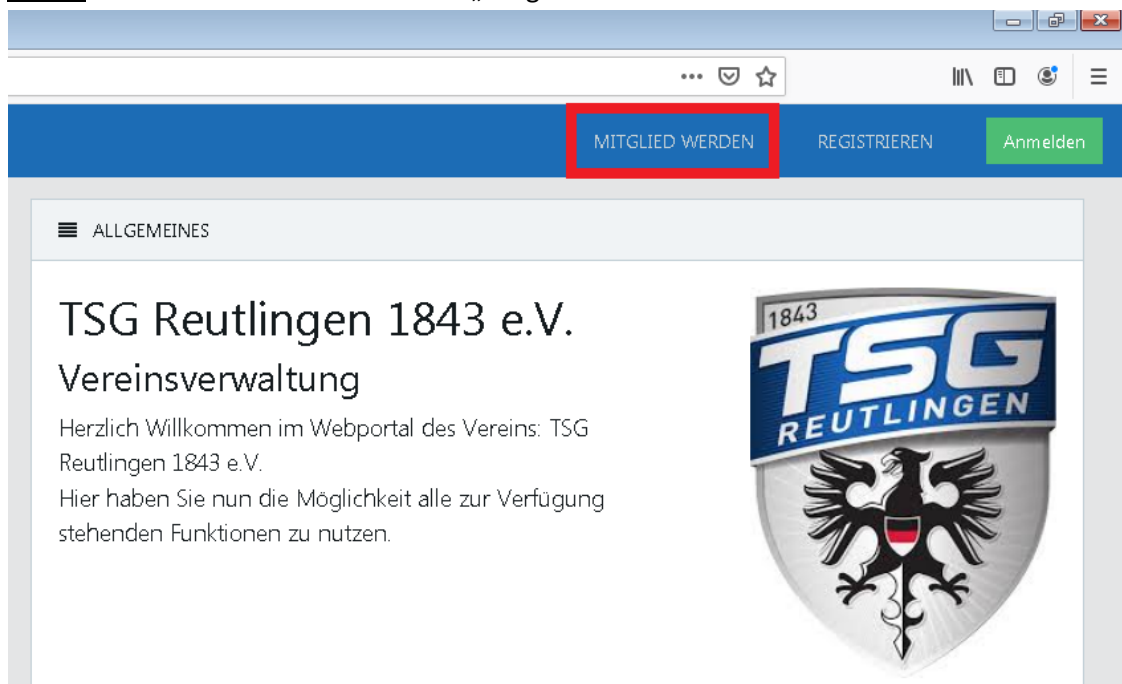 MITGLIED WERDEN REGISTRIEREN Anmelden
ALLGEMEINES
TSG Reutlingen 1843 e.V.
Vereinsverwaltung
Herzlich Willkommen im Webportal des Vereins: TSG
Reutlingen 1843 e.V.
Hier haben Sie nun die Möglichkeit alle zur Verfügung
stehenden Funktionen zu nutzen.
1843
TSG
REUTLINGEN